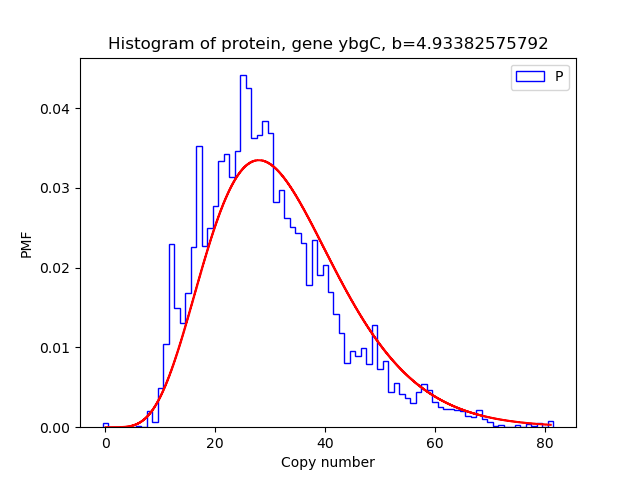 Histogram of protein, gene ybgC, b=4.93382575792
P
0.04
0.03
0.02
0.01
0.00
PMF
0
20
40
60
80
Copy number